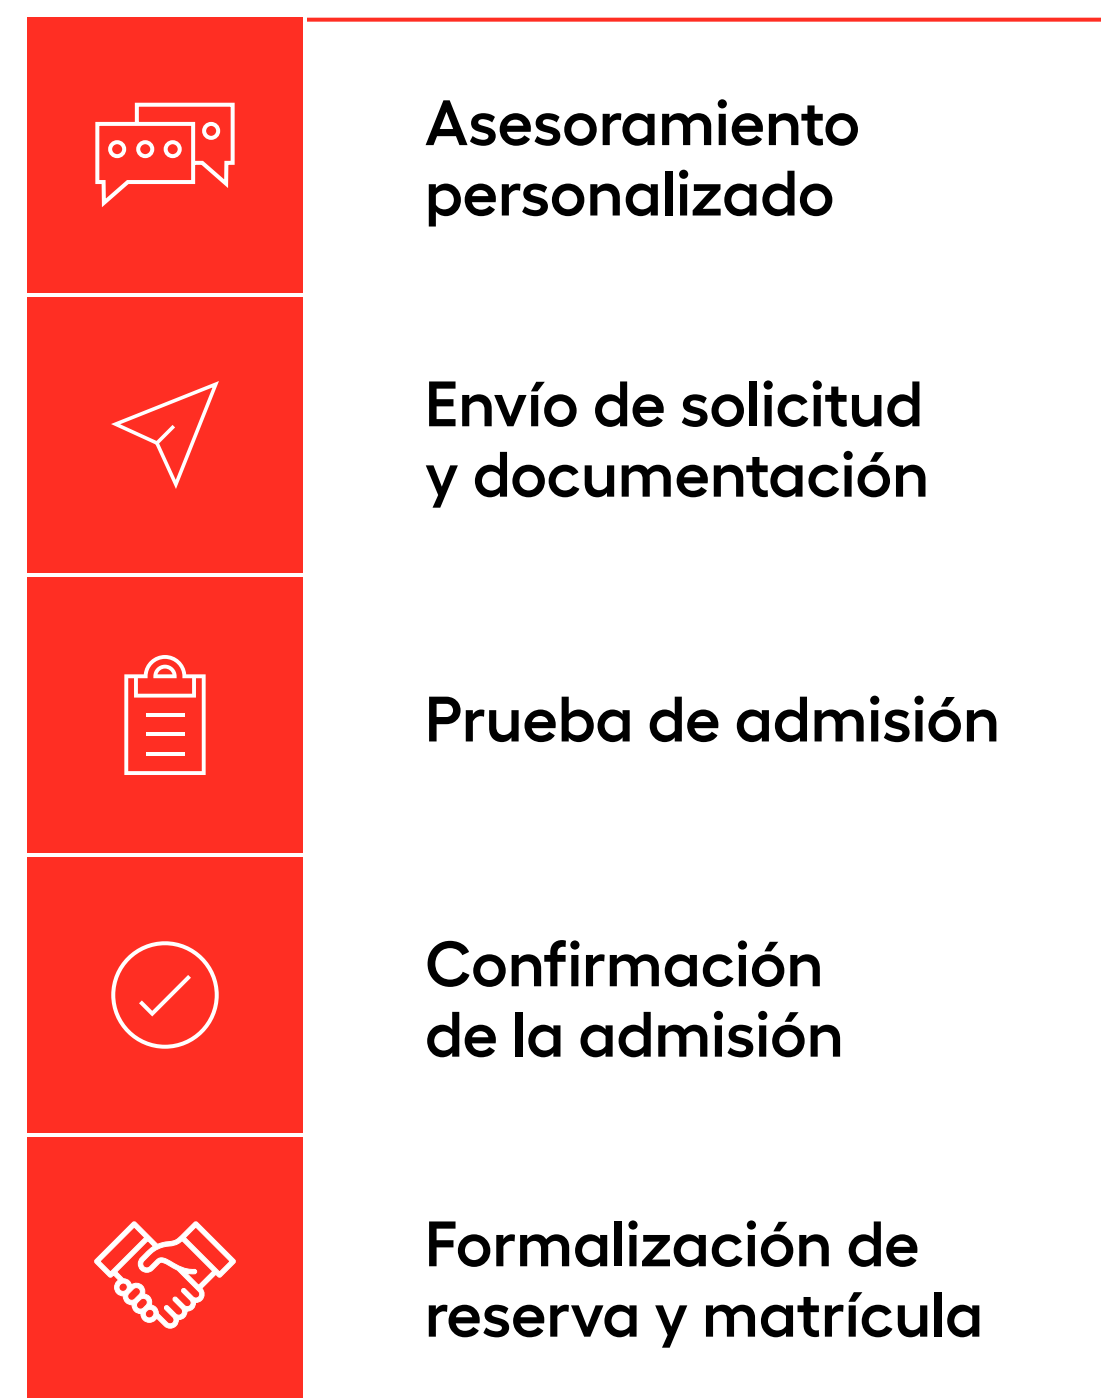 Asesoramiento
personalizado
Envío de solicitud
y documentación
Prueba de admisión
Confirmación
de la admisión
Formalización de
reserva y matrícula